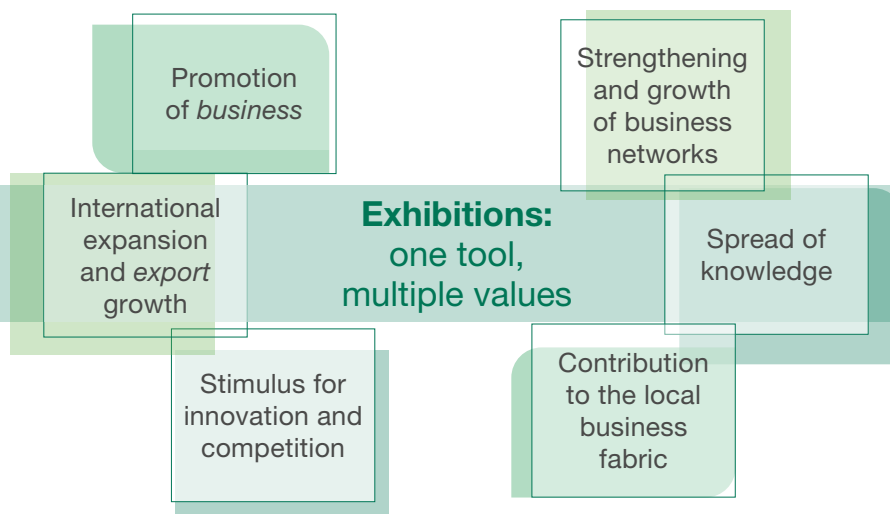 Promotion
of business
Strengthening
and growth
of business
networks
International
expansion
and export
growth
Exhibitions:
one tool,
multiple values
Spread of
knowledge
Stimulus for
innovation and
competition
Contribution
to the local
business
fabric